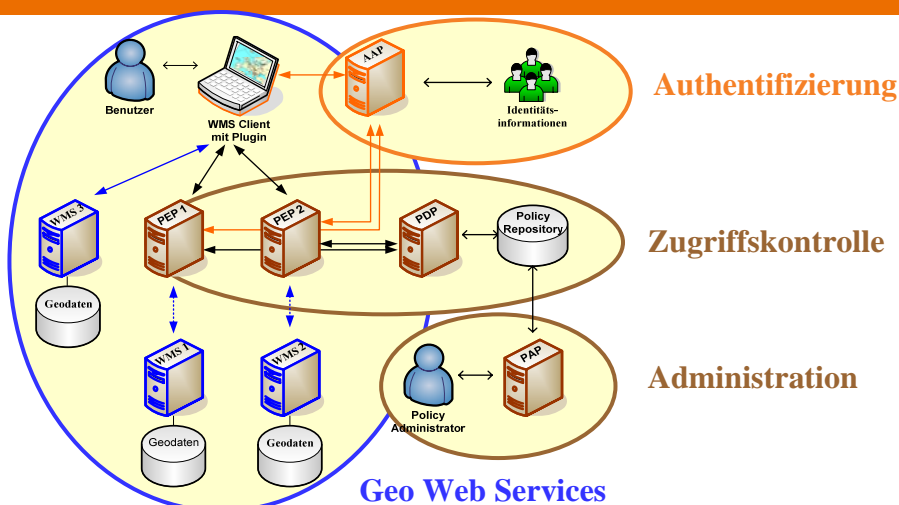 AAP
Authentifizierung
Benutzer
WMS Client
mit Plugin
Identitäts-
informationen
WMS 3
PEP 1
PEP 2
PDP
Policy
Repository
Zugriffskontrolle
Geodaten
WMS 1
WMS 2
PAP
Administration
Policy
Administrator
Geodaten
Geodaten
Geo Web Services